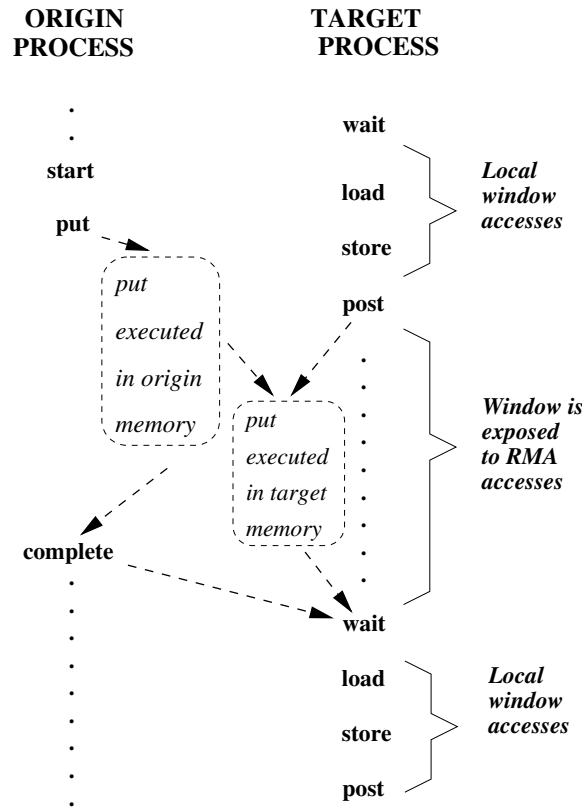 ORIGIN
PROCESS
TARGET
PROCESS
wait
start
load
Local
window
accesses
put
store
put
executed
in origin
memory
post
put
executed
in target
memory
Window is
exposed
to RMA
accesses
complete
wait
load
store
post
Local
window
accesses